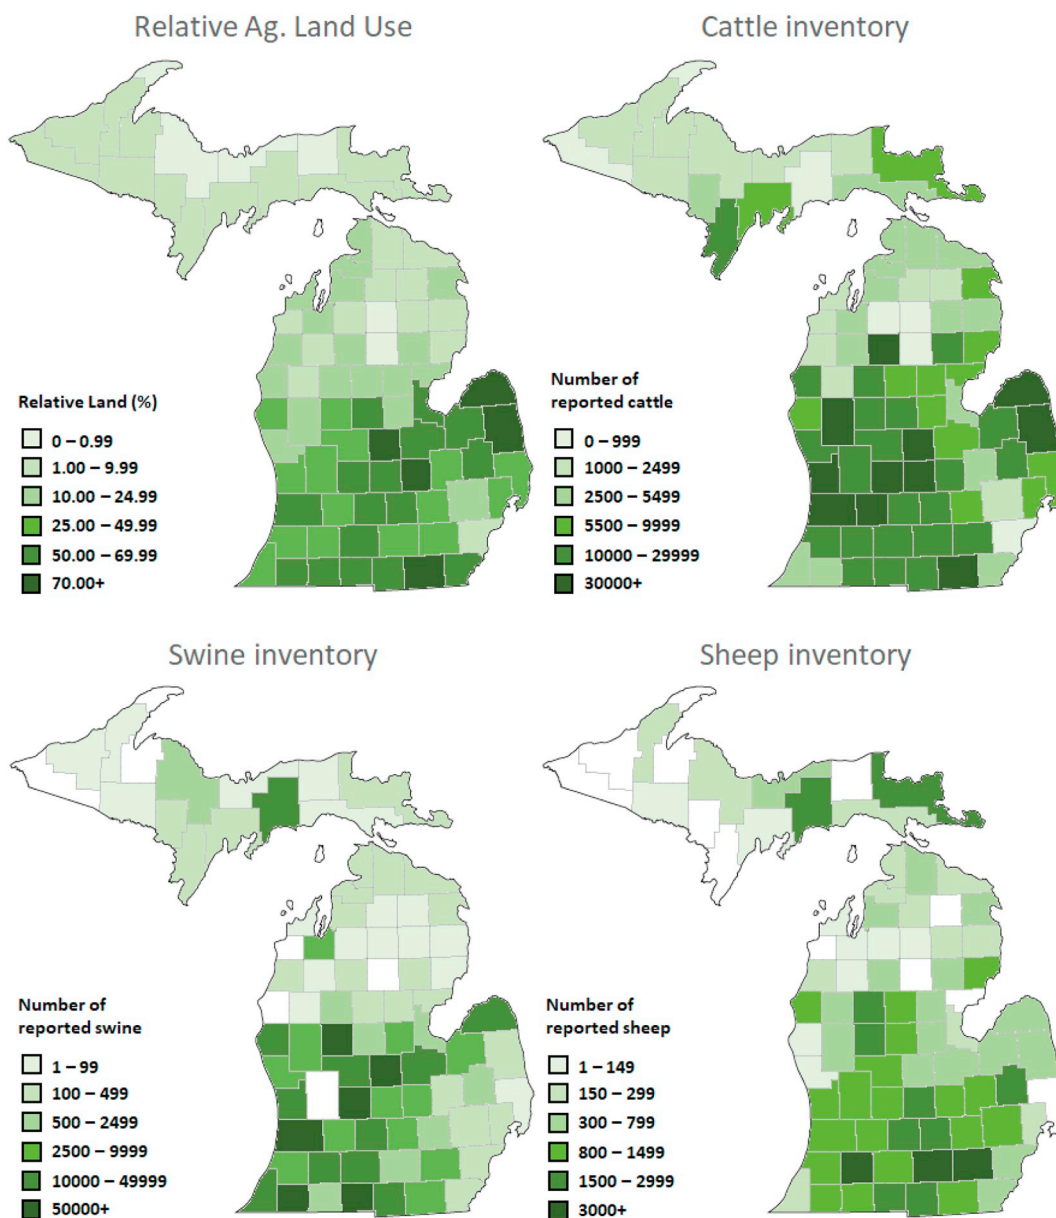 Relative Ag. Land Use
Cattle inventory
Relative Land (%)
0 – 0.99
1.00 – 9.99
10.00 – 24.99
25.00 – 49.99
50.00 – 69.99
70.00+
Number of
reported cattle
0 – 999
1000 – 2499
2500 – 5499
5500 – 9999
10000 – 29999
30000+
Swine inventory
Sheep inventory
Number of
reported swine
1 – 99
100 – 499
500 – 2499
2500 – 9999
10000 – 49999
50000+
Number of
reported sheep
1 – 149
150 – 299
300 – 799
800 – 1499
1500 – 2999
3000+